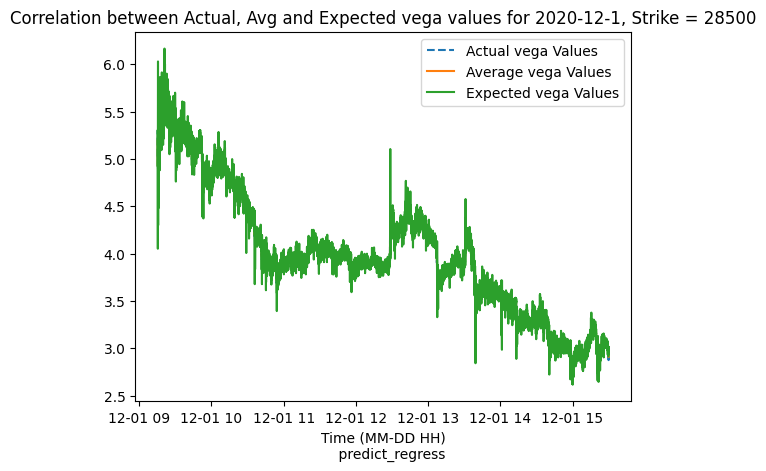 Correlation between Actual, Avg and Expected vega values for 2020-12-1, Strike = 28500
Actual vega Values
Average vega Values
Expected vega Values
6.0
5.5
5.0
4.5
4.0
3.5
3.0
2.5
12-01 09 12-01 10 12-01 11 12-01 12 12-01 13 12-01 14 12-01 15
Time (MM-DD HH)
predict_regress